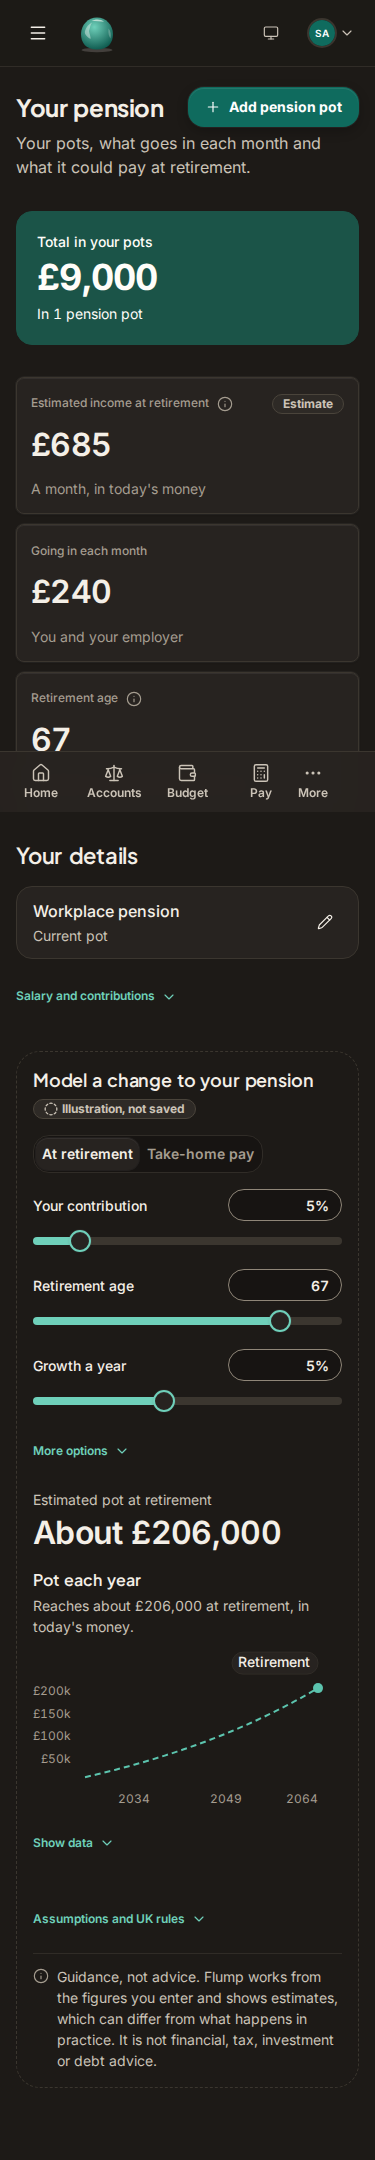 SA
Your pension
Add pension pot
Your pots, what goes in each month and
what it could pay at retirement.
Total in your pots
£9,000
In 1 pension pot
Estimated income at retirement
Estimate
£685
A month, in today's money
Going in each month
£240
You and your employer
Retirement age
67
Home
Accounts
Budget
Pay
More
Your details
Workplace pension
Current pot
Salary and contributions
Model a change to your pension
Illustration, not saved
At retirement
Take-home pay
Your contribution
5%
Retirement age
67
Growth a year
5%
More options
Estimated pot at retirement
About £206,000
Pot each year
Reaches about £206,000 at retirement, in
today's money.
Retirement
£200k
£150k
£100k
£50k
2034
2049
2064
Show data
Assumptions and UK rules
Guidance, not advice. Flump works from
the figures you enter and shows estimates,
which can differ from what happens in
practice. It is not financial, tax, investment
or debt advice.